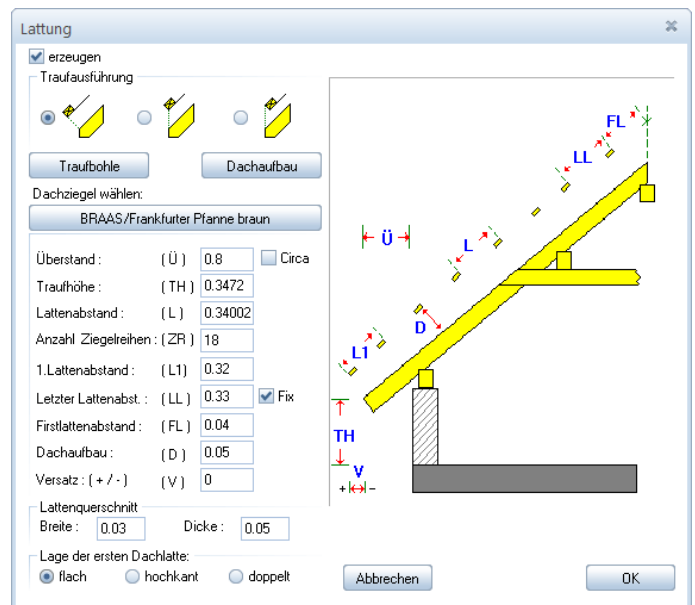 Lattung
erzeugen
Traufausführung
Traufbohle
Dachaufbau
Dachziegel wählen:
BRAAS/Frankfurter Pfanne braun
Überstand : ( Ü ) 0.8 Circa
Traufhöhe : ( TH ) 0.3472
Lattenabstand : ( L ) 0.34002
Anzahl Ziegelreihen : ( ZR ) 18
1.Lattenabstand : ( L1) 0.32
Letzter Lattenabst. : ( LL ) 0.33 Fix
Firstlattenabstand : ( FL ) 0.04
Dachaufbau : ( D ) 0.05
Versatz : ( + / - ) ( V ) 0
Lattenquerschnitt
Breite : 0.03 Dicke : 0.05
Lage der ersten Dachlatte:
flach hochkant doppelt
FL
LL
Ü
L
D
L1
TH
V
+ -
Abbrechen
OK